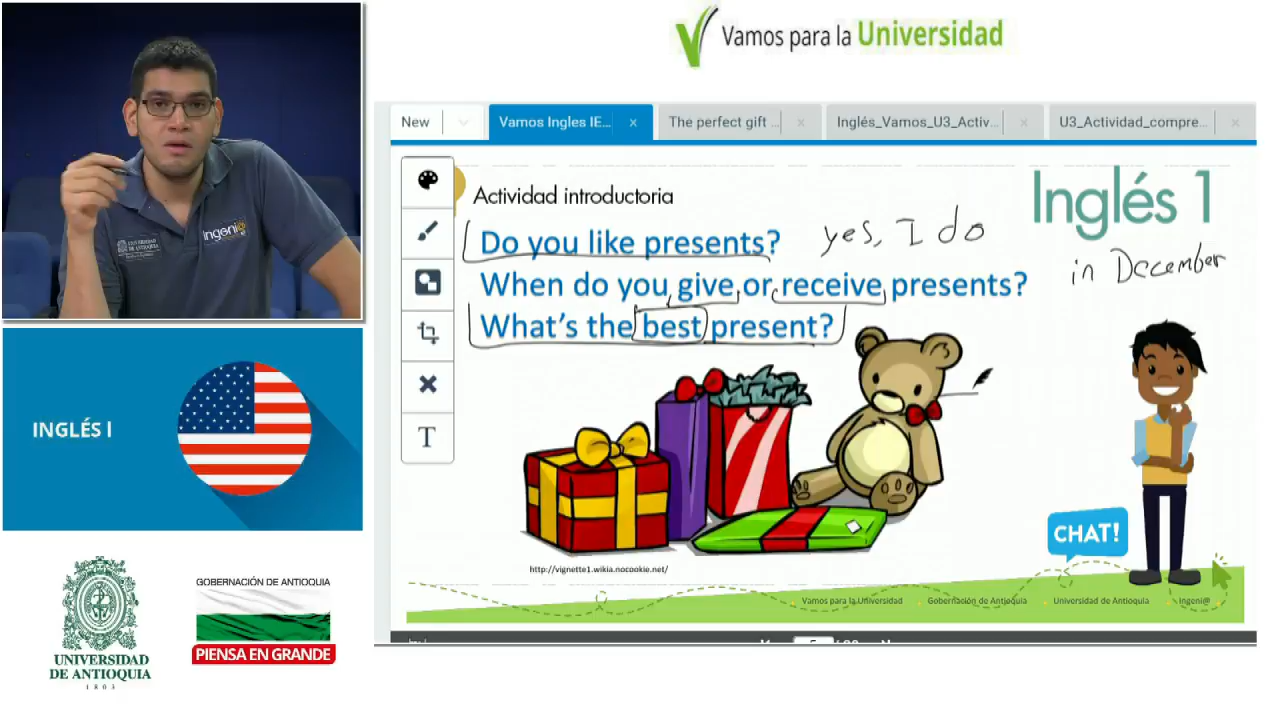 Vamos para la Universidad
New
Vamos Ingles IE...
The perfect gift ...
Inglés_Vamos_U3_Activ...
U3_Actividad_compre...
Actividad introductoria
Inglés 1
Do you like presents?
yes, I do
When do you give or receive presents?
in December
What's the best present?
T
CHAT!
http://vignette1.wikia.nocookie.net/
Vamos para la Universidad
Gobernación de Antioquia
Universidad de Antioquia
Ingeni@
Ingeni@
INGLÉS I
UNIVERSIDAD
DE ANTIOQUIA
1803
GOBERNACIÓN DE ANTIOQUIA
PIENSA EN GRANDE